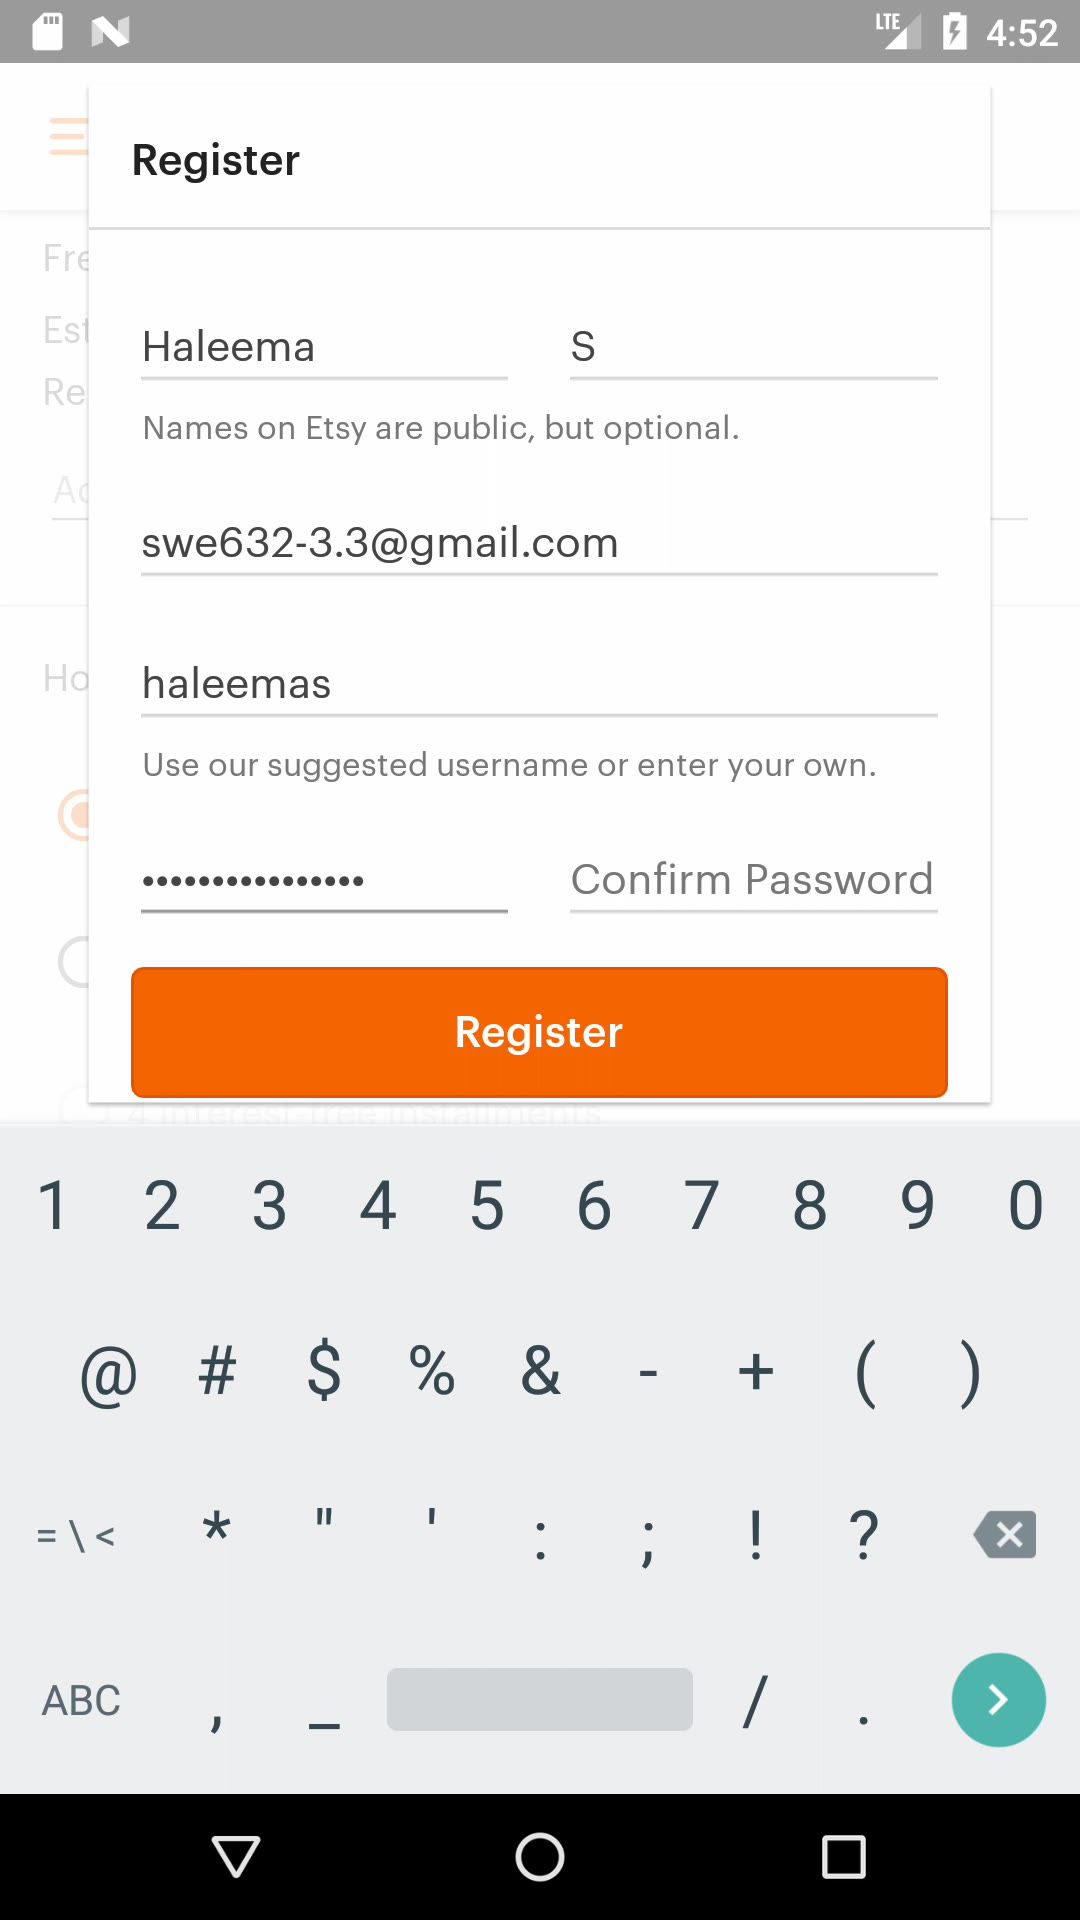 LTE 4:52
Register
Fre
Est
Re
Haleema S
Names on Etsy are public, but optional.
Ac
swe632-3.3@gmail.com
Ho
haleemas
Use our suggested username or enter your own.
•••••••••••••••• Confirm Password
Register
4 interest-free installments
1 2 3 4 5 6 7 8 9 0
@ # $ % & - + ( )
= \ < * " ' : ; ! ?
ABC , _ / .